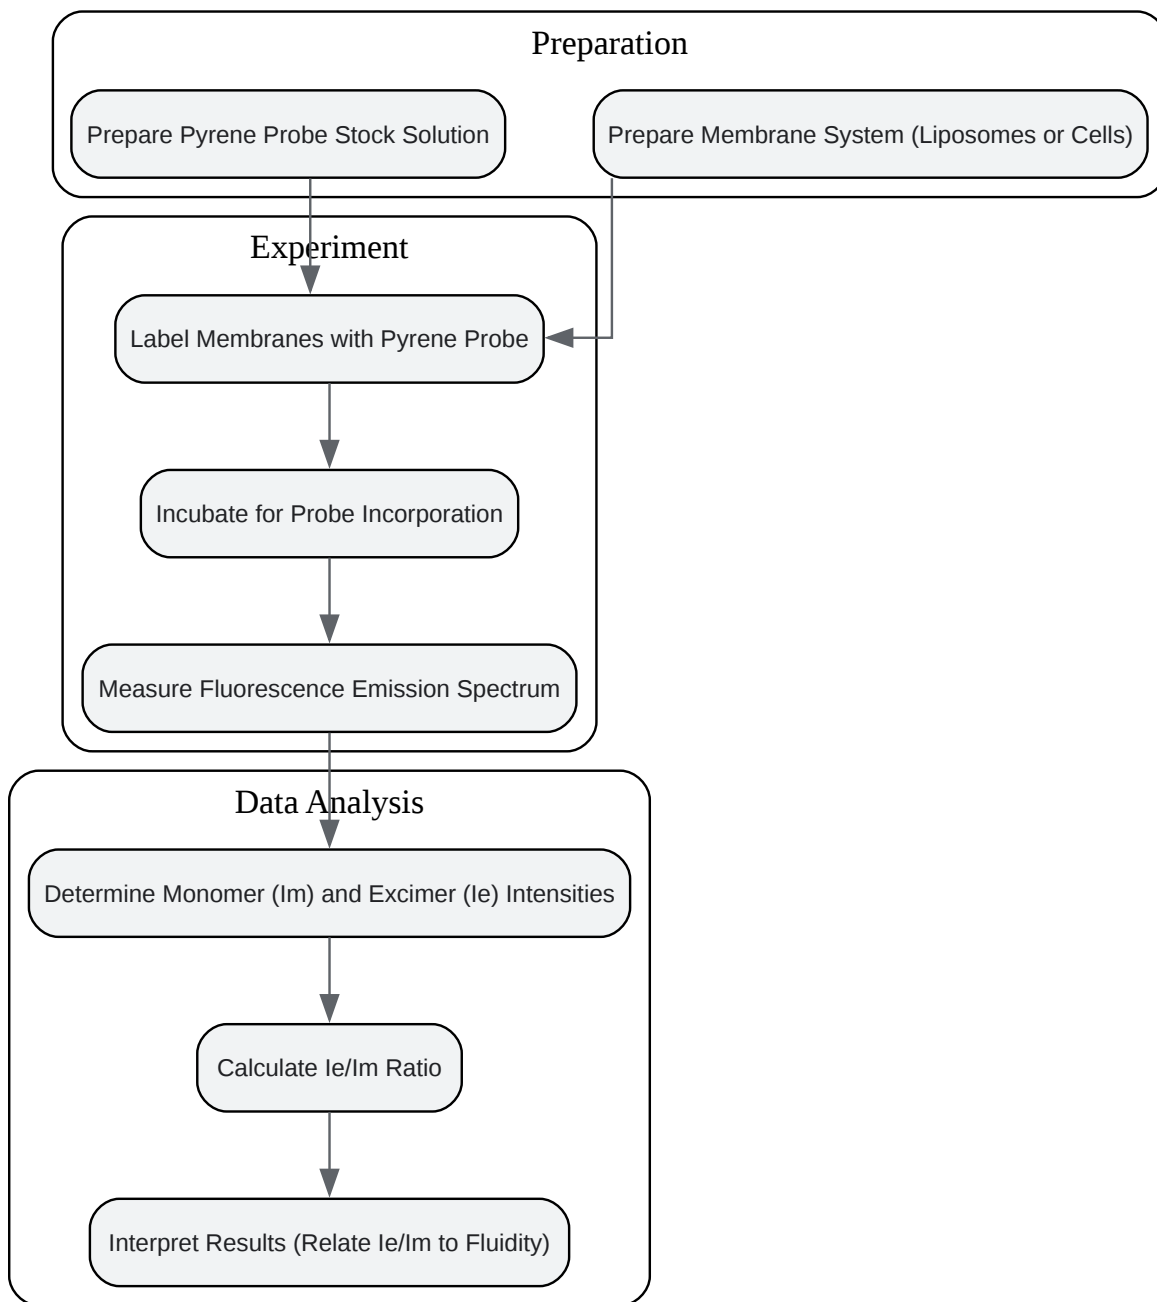 Preparation
Prepare Pyrene Probe Stock Solution
Prepare Membrane System (Liposomes or Cells)
Experiment
Label Membranes with Pyrene Probe
Incubate for Probe Incorporation
Measure Fluorescence Emission Spectrum
Data Analysis
Determine Monomer (Im) and Excimer (Ie) Intensities
Calculate Ie/Im Ratio
Interpret Results (Relate Ie/Im to Fluidity)